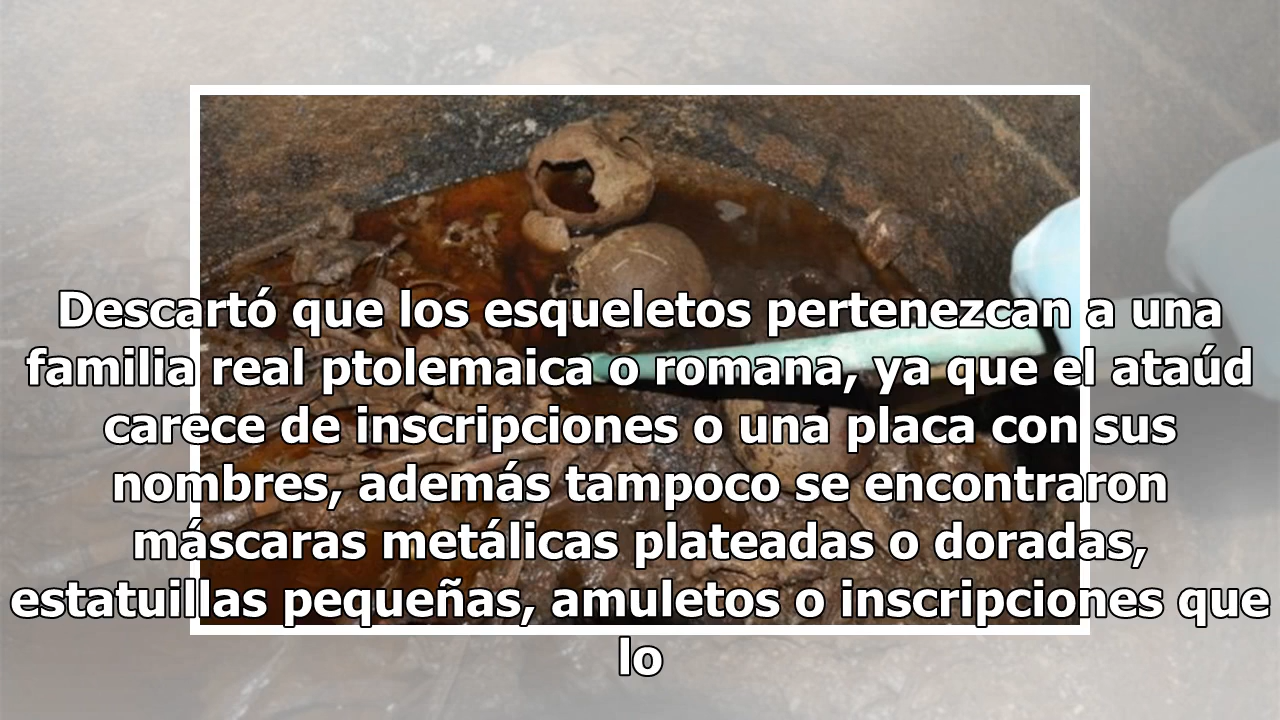 Descartó que los esqueletos pertenezcan a una
familia real ptolemaica o romana, ya que el ataúd
carece de inscripciones o una placa con sus
nombres, además tampoco se encontraron
máscaras metálicas plateadas o doradas,
estatuillas pequeñas, amuletos o inscripciones que
lo